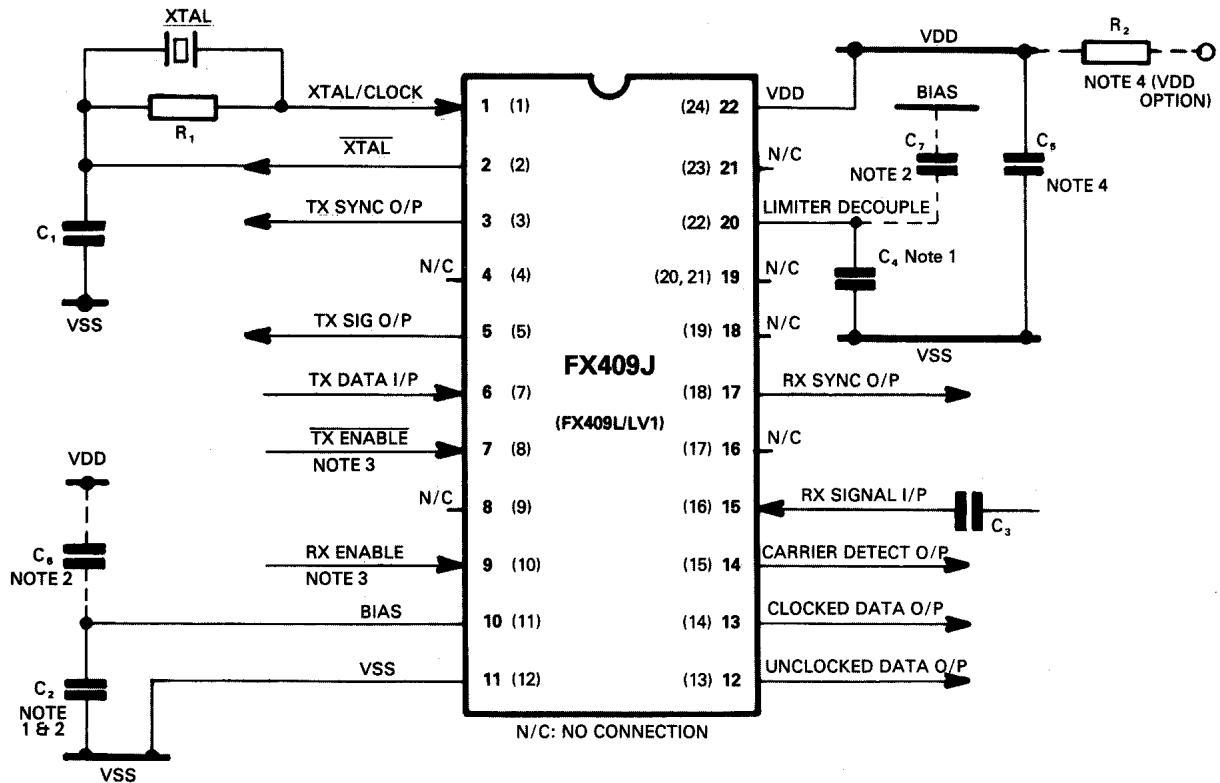 XTAL
R₁
XTAL/CLOCK
XTAL
C₁
VSS
TX SYNC O/P
N/C
TX SIG O/P
TX DATA I/P
TX ENABLE
NOTE 3
N/C
RX ENABLE
NOTE 3
BIAS
VSS
VDD
C₆
NOTE 2
C₂
NOTE
1 & 2
VSS
1 (1)
2 (2)
3 (3)
4 (4)
5 (5)
6 (7)
7 (8)
8 (9)
9 (10)
10 (11)
11 (12)
FX409J
(FX409L/LV1)
(24) 22
(23) 21
(22) 20
(20, 21) 19
(19) 18
(18) 17
(17) 16
(16) 15
(15) 14
(14) 13
(13) 12
VDD
VDD
R₂
NOTE 4 (VDD
OPTION)
BIAS
C₇
NOTE 2
C₅
NOTE 4
N/C
LIMITER DECOUPLE
C₄ Note 1
N/C
N/C
VSS
RX SYNC O/P
N/C
RX SIGNAL I/P
C₃
CARRIER DETECT O/P
CLOCKED DATA O/P
UNCLOCKED DATA O/P
N/C: NO CONNECTION